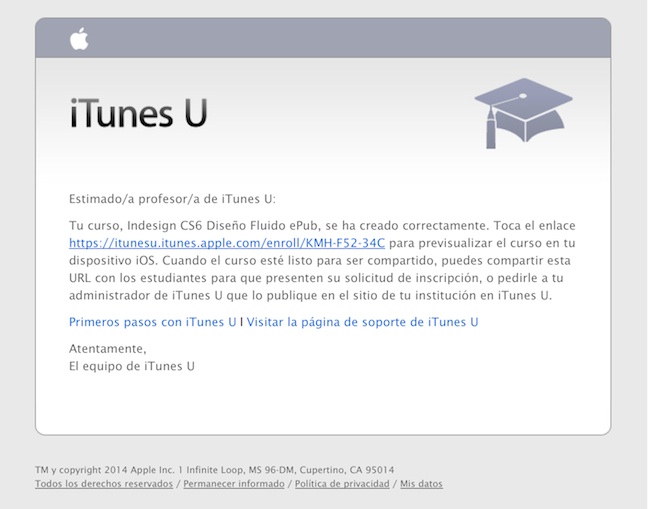 iTunes U
Estimado/a profesor/a de iTunes U:
Tu curso, Indesign CS6 Diseño Fluido ePub, se ha creado correctamente. Toca el enlace
https://itunesu.itunes.apple.com/enroll/KMH-F52-34C para previsualizar el curso en tu
dispositivo iOS. Cuando el curso esté listo para ser compartido, puedes compartir esta
URL con los estudiantes para que presenten su solicitud de inscripción, o pedirle a tu
administrador de iTunes U que lo publique en el sitio de tu institución en iTunes U.
Primeros pasos con iTunes U | Visitar la página de soporte de iTunes U
Atentamente,
El equipo de iTunes U
TM y copyright 2014 Apple Inc. 1 Infinite Loop, MS 96-DM, Cupertino, CA 95014
Todos los derechos reservados / Permanecer informado / Política de privacidad / Mis datos